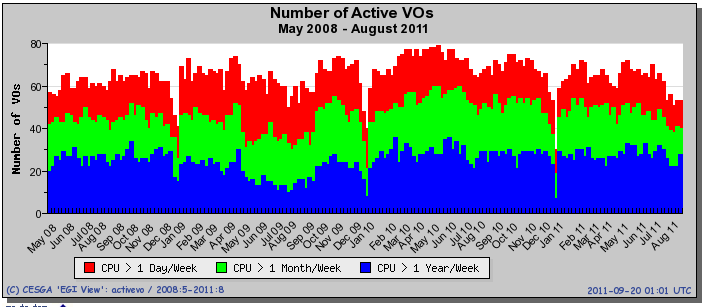 Number of Active VOs
May 2008 - August 2011
Number of VOs
80
60
40
20
0
May 08 Jun 08 Jul 08 Aug 08 Sep 08 Oct 08 Nov 08 Dec 08 Jan 09 Feb 09 Mar 09 Apr 09 May 09 Jun 09 Jul 09 Aug 09 Sep 09 Oct 09 Nov 09 Dec 09 Jan 10 Feb 10 Mar 10 Apr 10 May 10 Jun 10 Jul 10 Aug 10 Sep 10 Oct 10 Nov 10 Dec 10 Jan 11 Feb 11 Mar 11 Apr 11 May 11 Jun 11 Jul 11 Aug 11
CPU > 1 Day/Week CPU > 1 Month/Week CPU > 1 Year/Week
(C) CESGA 'EGI View': activevo / 2008:5-2011:8 2011-09-20 01:01 UTC